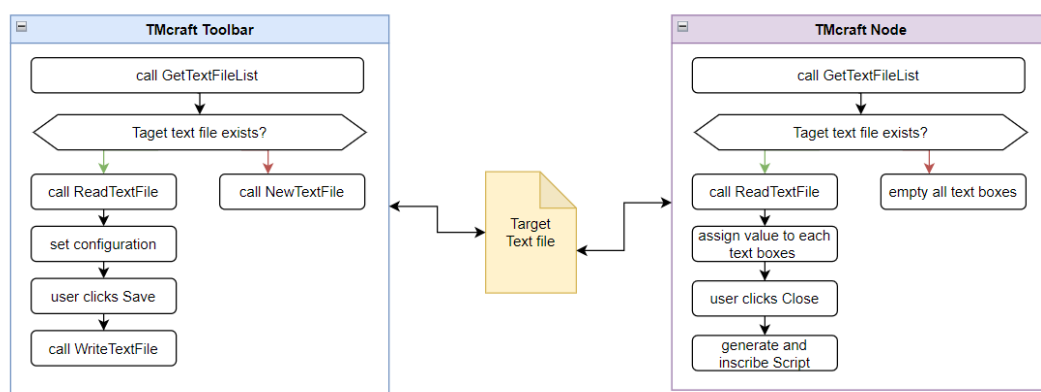 TMcraft Toolbar
call GetTextFileList
Taget text file exists?
call ReadTextFile
call NewTextFile
set configuration
user clicks Save
call WriteTextFile
Target
Text file
TMcraft Node
call GetTextFileList
Taget text file exists?
call ReadTextFile
empty all text boxes
assign value to each
text boxes
user clicks Close
generate and
inscribe Script